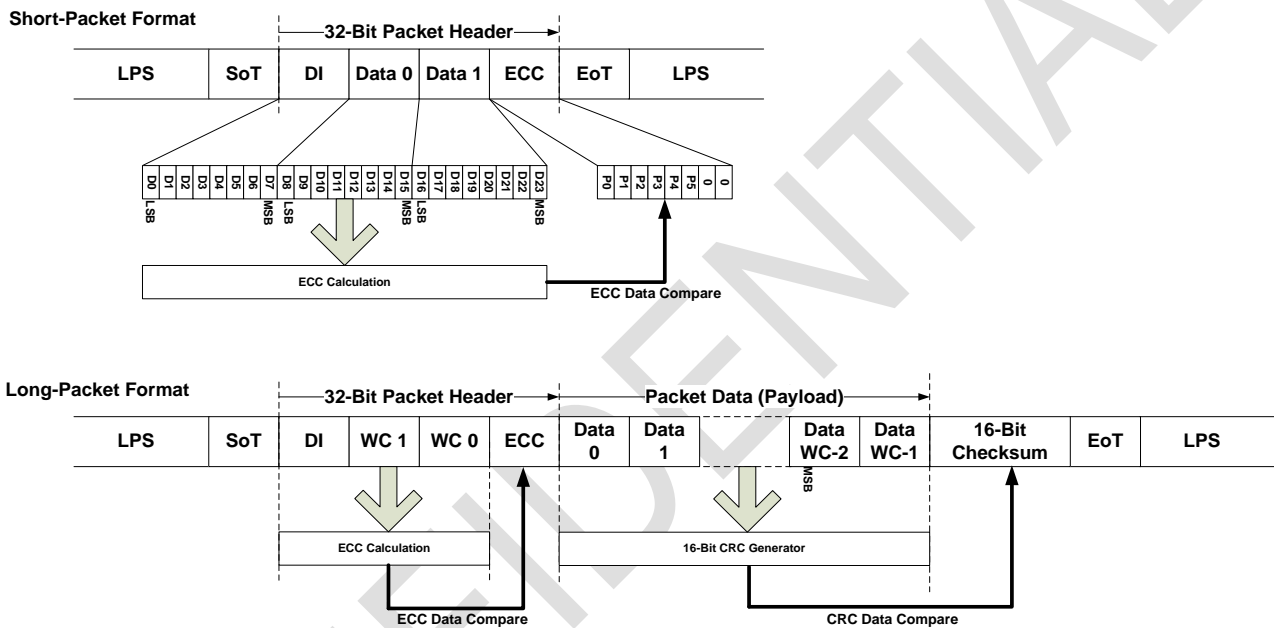 Short-Packet Format
32-Bit Packet Header
LPS SoT DI Data 0 Data 1 ECC EoT LPS
D0 D1 D2 D3 D4 D5 D6 D7 D8 D9 D10 D11 D12 D13 D14 D15 D16 D17 D18 D19 D20 D21 D22 D23 P0 P1 P2 P3 P4 P5 0 0
LSB MSB LSB MSB LSB MSB
ECC Calculation
ECC Data Compare
Long-Packet Format
32-Bit Packet Header Packet Data (Payload)
LPS SoT DI WC 1 WC 0 ECC Data 0 Data 1 Data WC-2 Data WC-1 16-Bit Checksum EoT LPS
MSB
ECC Calculation 16-Bit CRC Generator
ECC Data Compare CRC Data Compare
FIDENTIAL